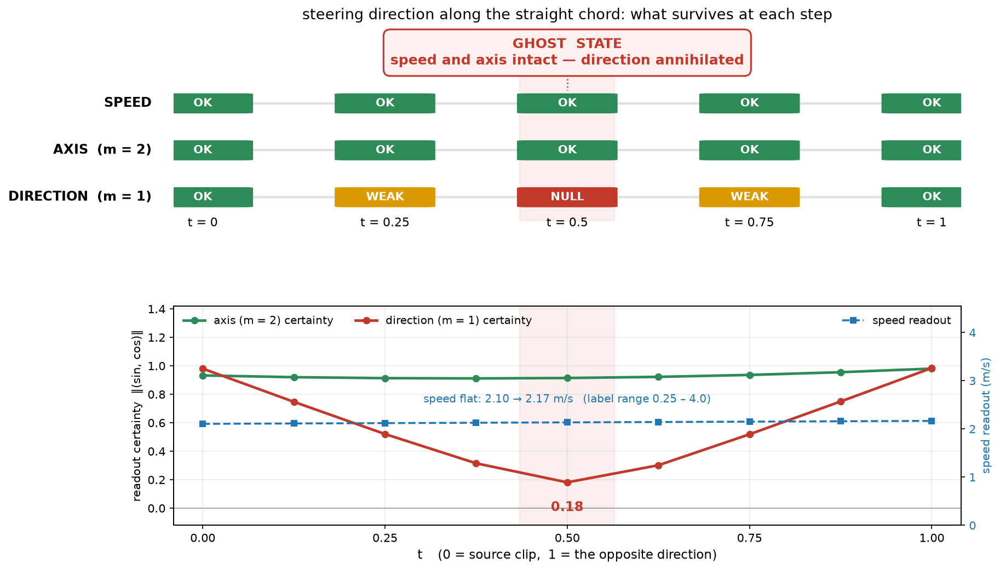 steering direction along the straight chord: what survives at each step
GHOST STATE
speed and axis intact — direction annihilated
SPEED
OK OK OK OK OK
AXIS (m = 2)
OK OK OK OK OK
DIRECTION (m = 1)
OK WEAK NULL WEAK OK
t = 0 t = 0.25 t = 0.5 t = 0.75 t = 1
axis (m = 2) certainty direction (m = 1) certainty speed readout
1.4
1.2
1.0
0.8
0.6
0.4
0.2
0.0
readout certainty ‖(sin, cos)‖
speed flat: 2.10 → 2.17 m/s (label range 0.25 – 4.0)
0.18
4
3
2
1
0
speed readout (m/s)
0.00 0.25 0.50 0.75 1.00
t (0 = source clip, 1 = the opposite direction)